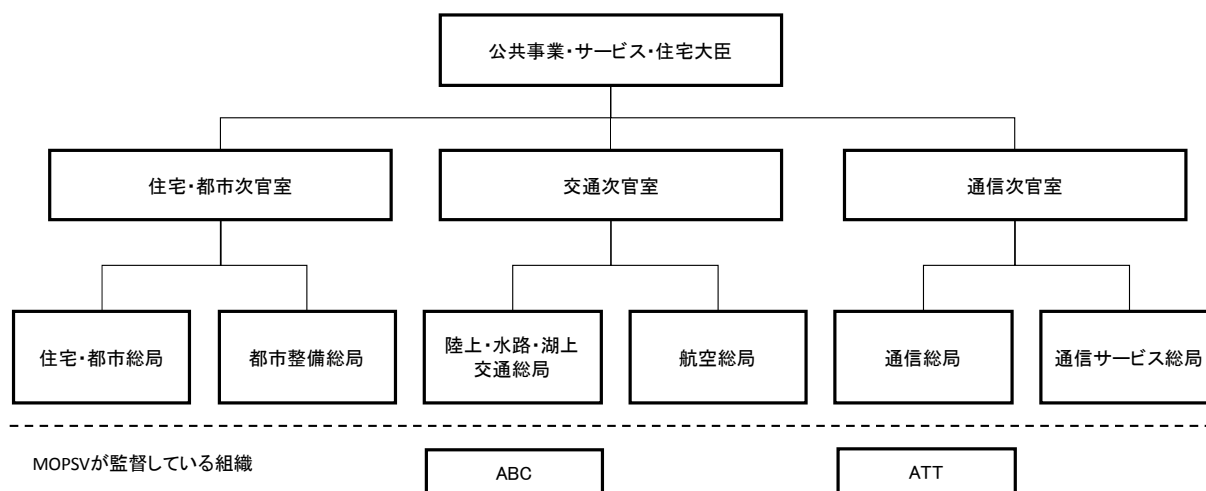 公共事業・サービス・住宅大臣
住宅・都市次官室
交通次官室
通信次官室
住宅・都市総局
都市整備総局
陸上・水路・湖上
交通総局
航空総局
通信総局
通信サービス総局
MOPSVが監督している組織
ABC
ATT